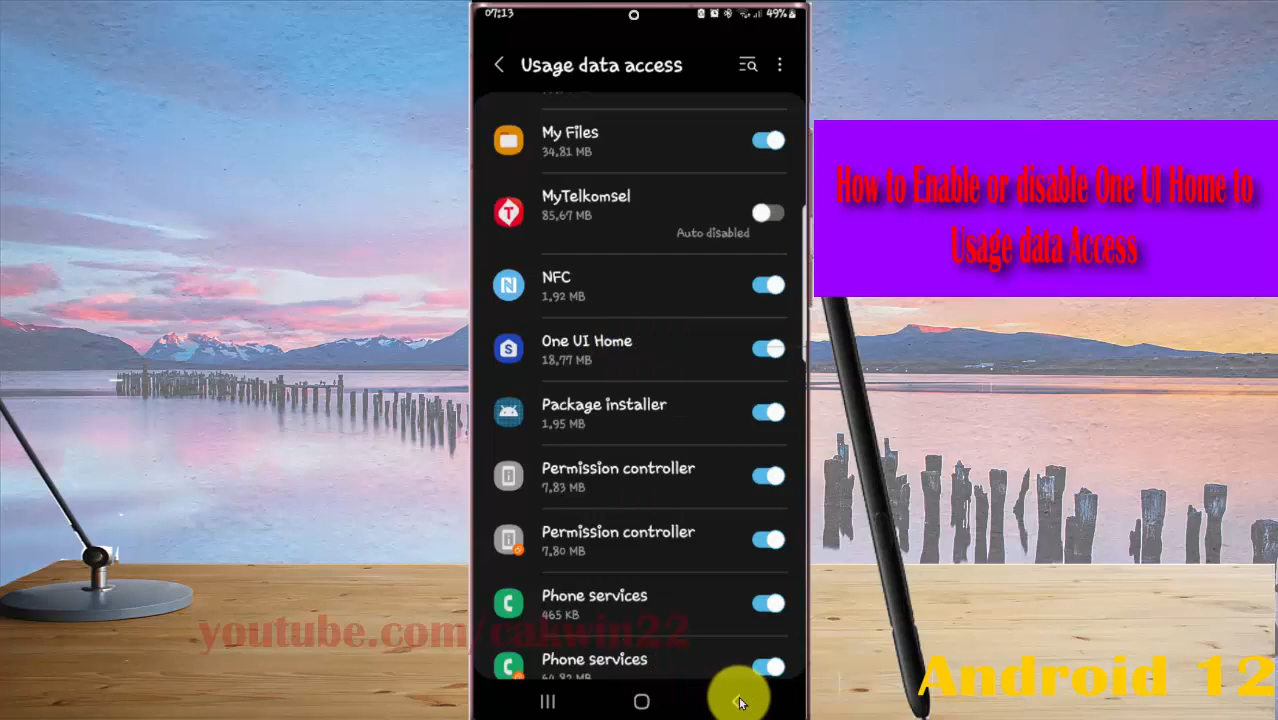 07;13
49%
Usage data access
My Files
34,81 MB
MyTelkomsel
85,67 MB
Auto disabled
NFC
1,92 MB
One UI Home
18,77 MB
Package installer
1,95 MB
Permission controller
7,83 MB
Permission controller
7,80 MB
Phone services
465 KB
Phone services
64,82 MB
How to Enable or disable One UI Home to
Usage data Access
youtube.com/cakwin22
Android 12